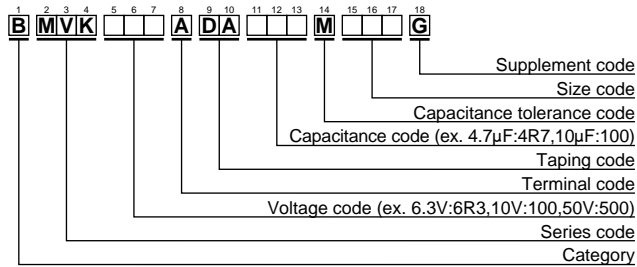 1 2 3 4 5 6 7 8 9 10 11 12 13 14 15 16 17 18
B M V K A D A M G
Supplement code
Size code
Capacitance tolerance code
Capacitance code (ex. 4.7μF:4R7,10μF:100)
Taping code
Terminal code
Voltage code (ex. 6.3V:6R3,10V:100,50V:500)
Series code
Category